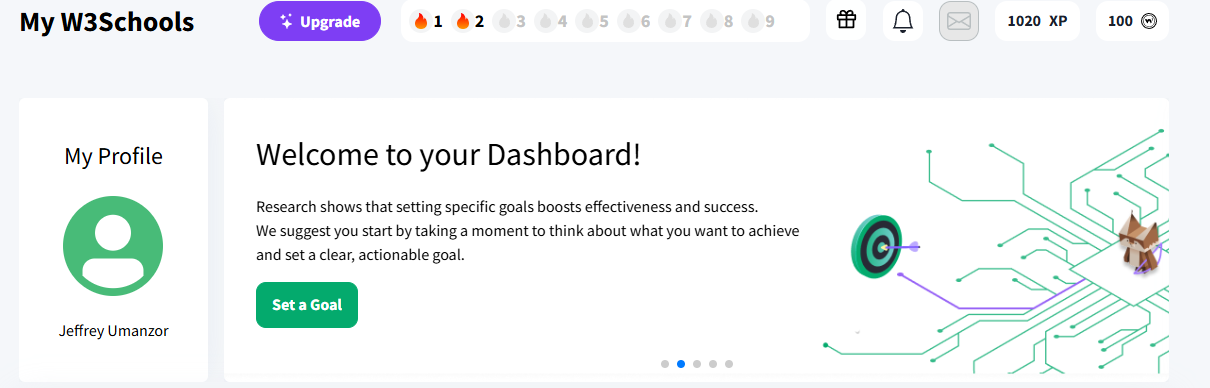 My W3Schools
Upgrade
1 2 3 4 5 6 7 8 9
1020 XP
100
My Profile
Jeffrey Umanzor
Welcome to your Dashboard!
Research shows that setting specific goals boosts effectiveness and success.
We suggest you start by taking a moment to think about what you want to achieve
and set a clear, actionable goal.
Set a Goal